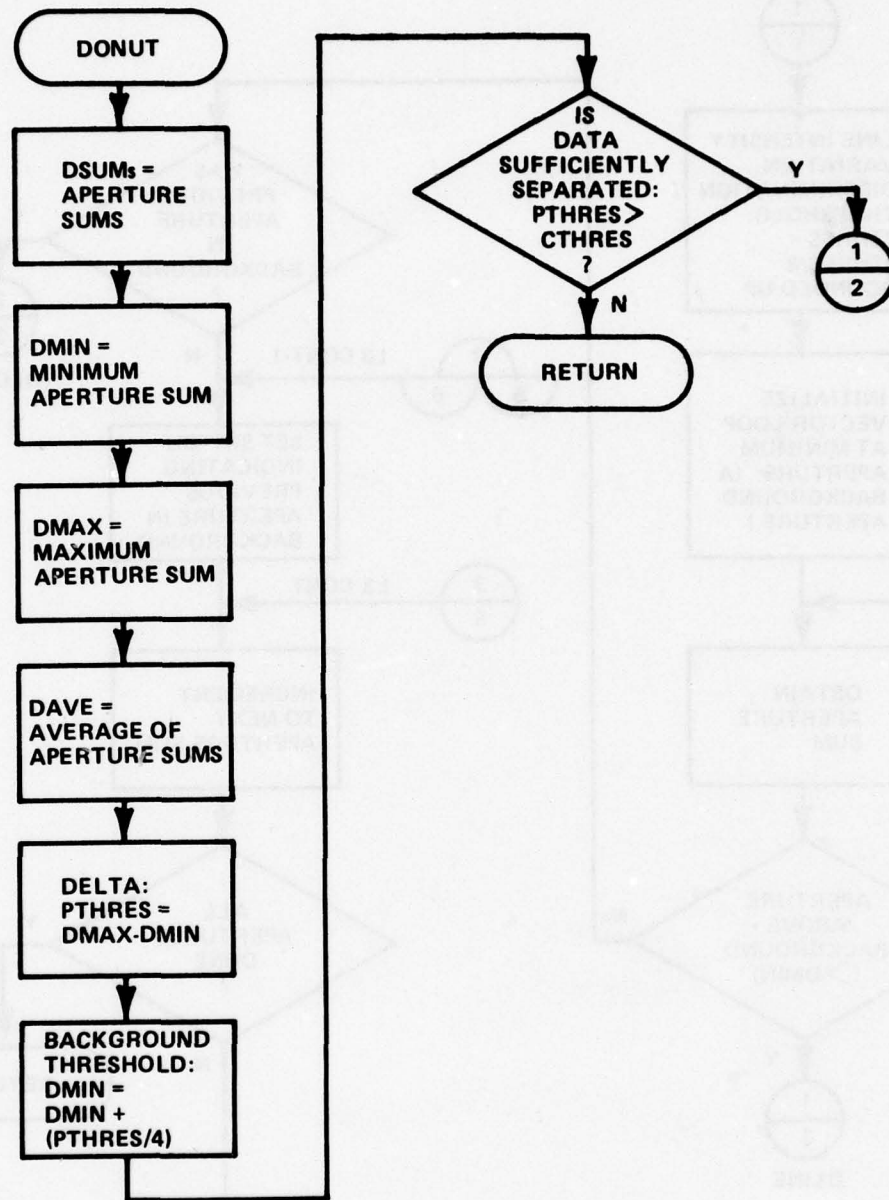 DONUT
DSUMs =
APERTURE
SUMS
DMIN =
MINIMUM
APERTURE SUM
DMAX =
MAXIMUM
APERTURE SUM
DAVE =
AVERAGE OF
APERTURE SUMS
DELTA:
PTHRES =
DMAX-DMIN
BACKGROUND
THRESHOLD:
DMIN =
DMIN +
(PTHRES/4)
IS
DATA
SUFFICIENTLY
SEPARATED:
PTHRES>
CTHRES
?
Y
1
2
N
RETURN